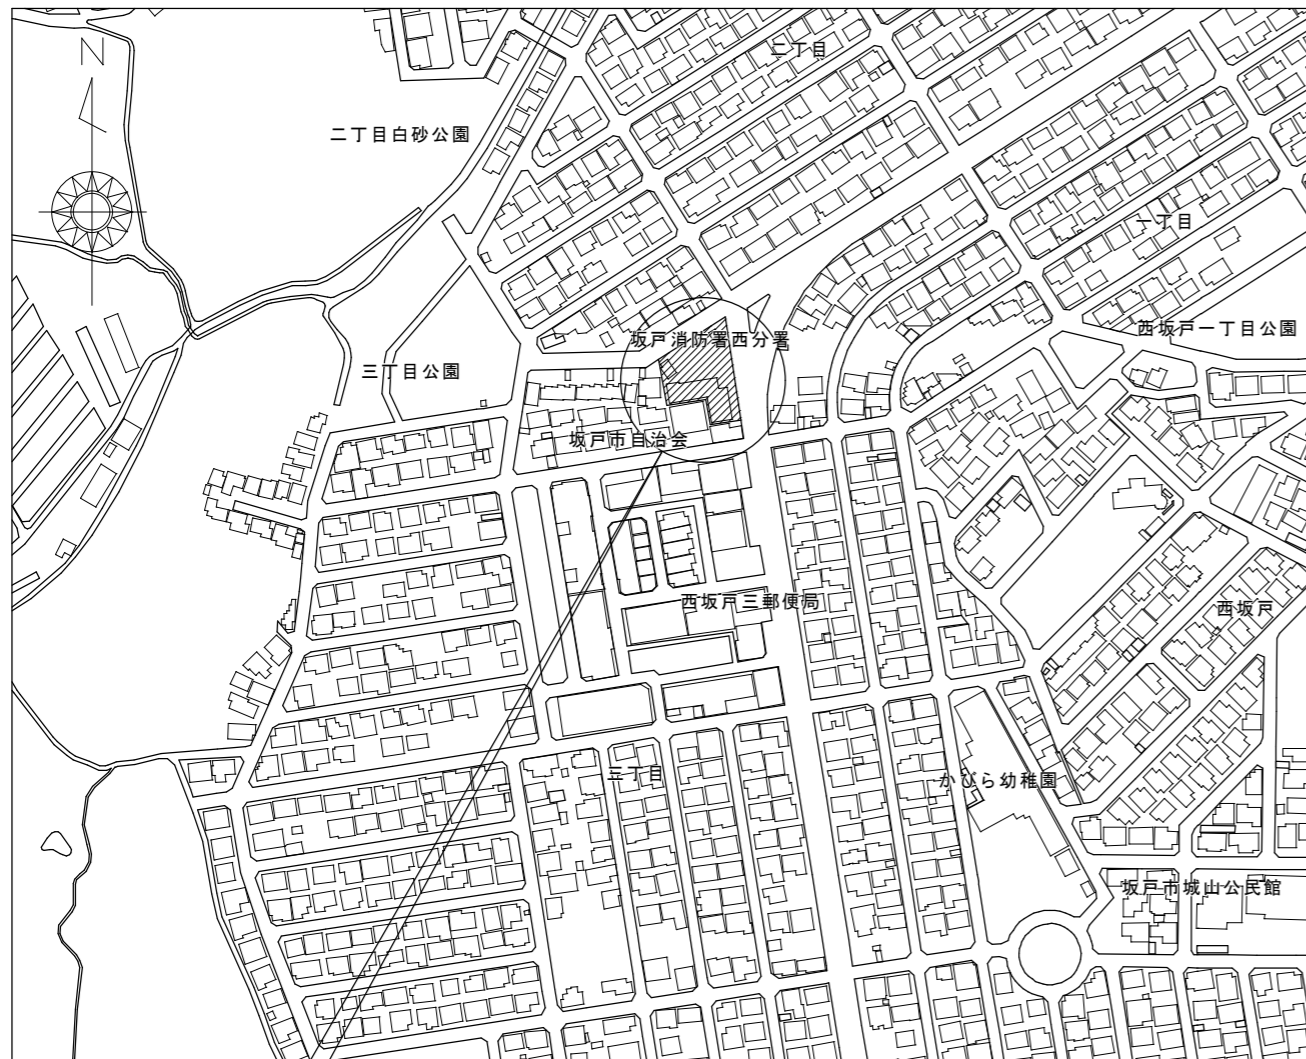 N
二丁目
二丁目白砂公園
一丁目
西坂戸一丁目公園
坂戸消防署西分署
三丁目公園
坂戸市自治会
西坂戸三郵便局
西坂戸
三丁目
かぴら幼稚園
坂戸市城山公民館